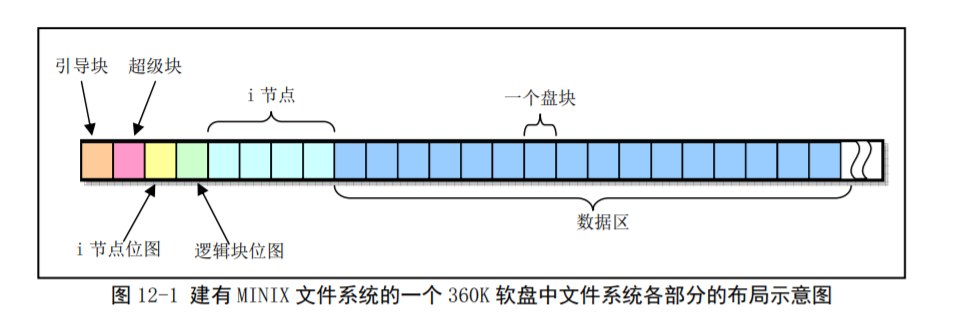 引导块 超级块
i 节点
一个盘块
数据区
i 节点位图 逻辑块位图
图 12-1 建有 MINIX 文件系统的一个 360K 软盘中文件系统各部分的布局示意图